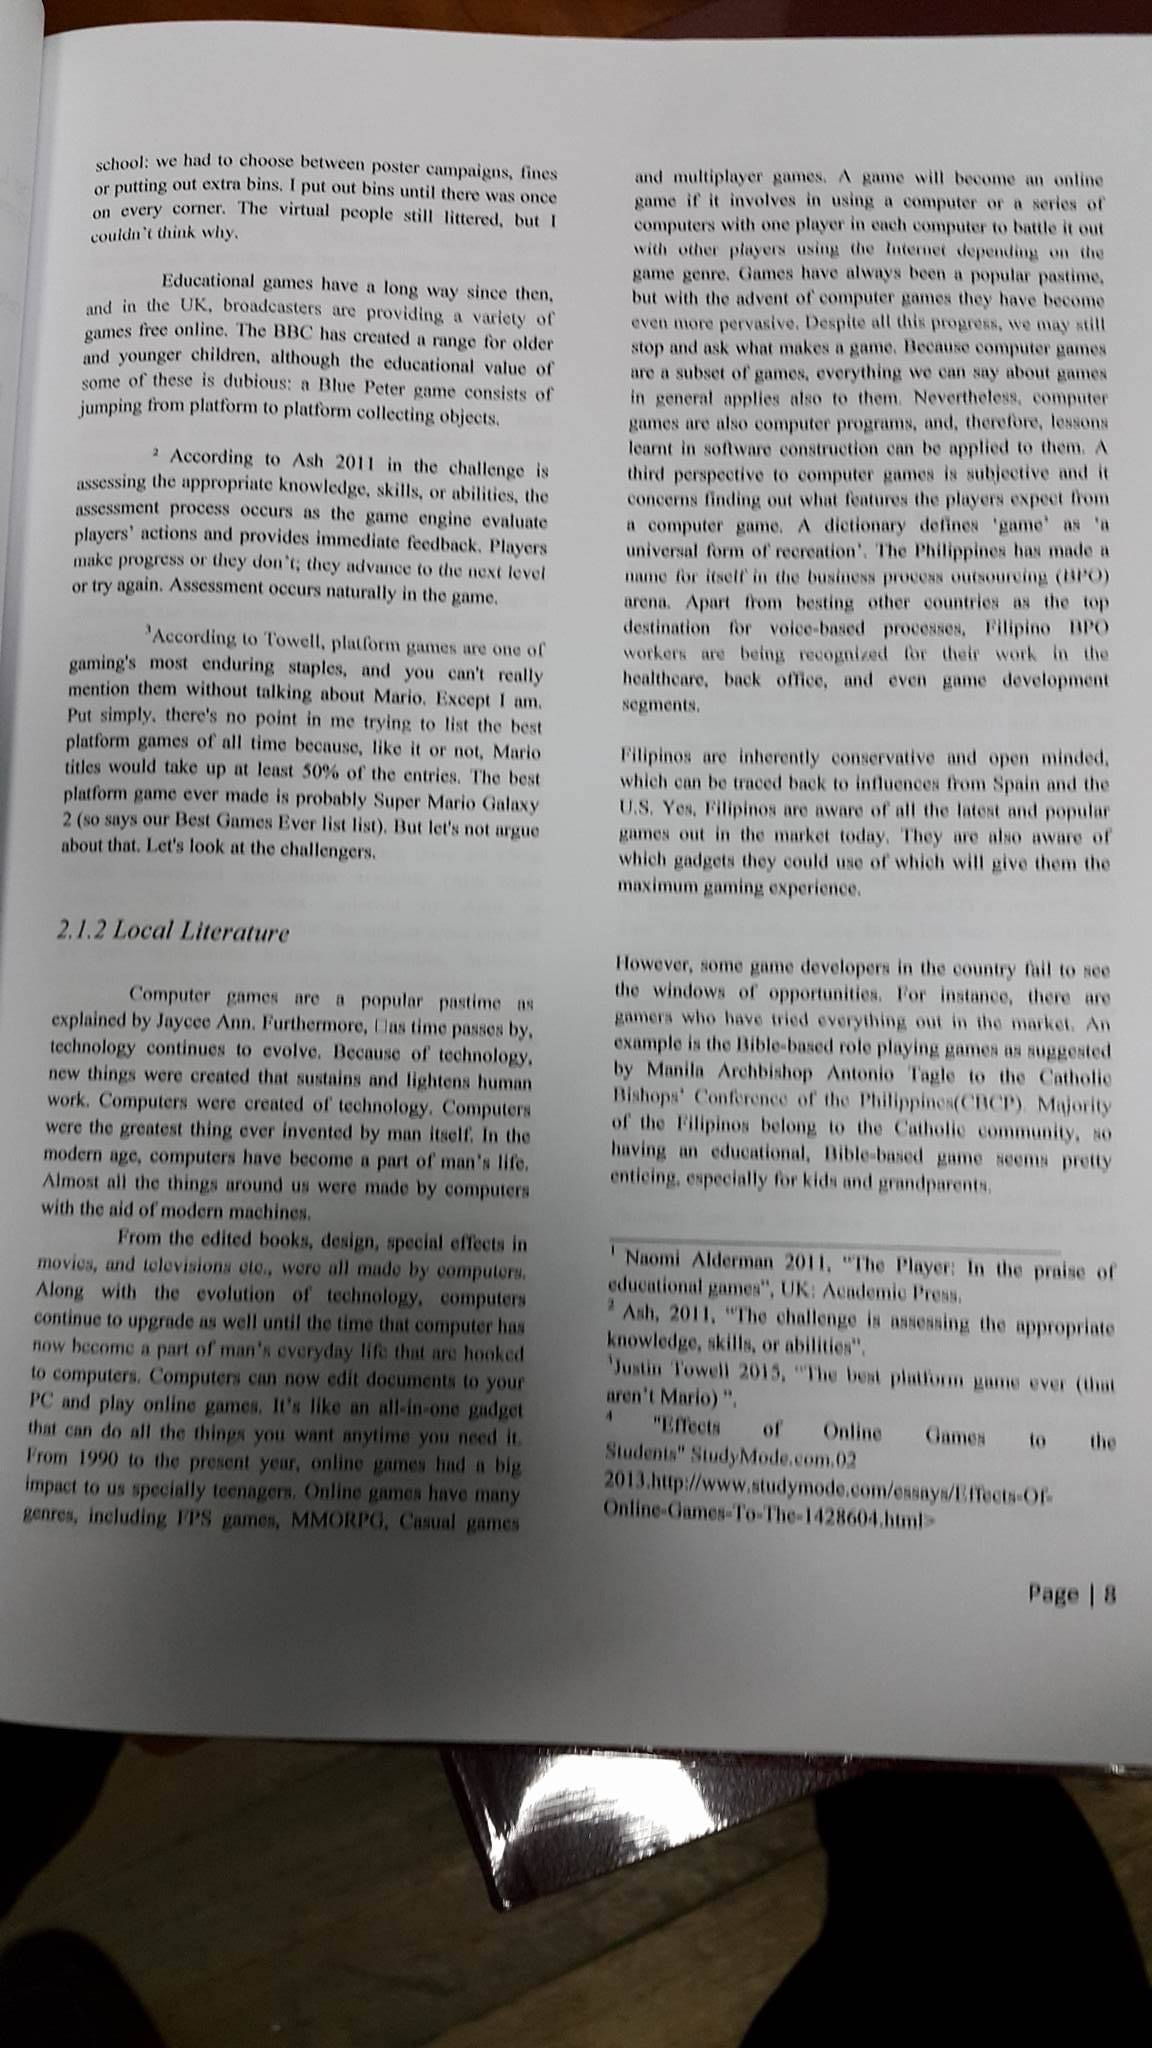 school: we had to choose between poster campaigns, fines
or putting out extra bins. I put out bins until there was once
on every corner. The virtual people still littered, but I
couldn't think why.
Educational games have a long way since then,
and in the UK, broadcasters are providing a variety of
games free online. The BBC has created a range for older
and younger children, although the educational value of
some of these is dubious: a Blue Peter game consists of
jumping from platform to platform collecting objects.
² According to Ash 2011 in the challenge is
assessing the appropriate knowledge, skills, or abilities, the
assessment process occurs as the game engine evaluate
players' actions and provides immediate feedback. Players
make progress or they don't; they advance to the next level
or try again. Assessment occurs naturally in the game.
³According to Towell, platform games are one of
gaming's most enduring staples, and you can't really
mention them without talking about Mario. Except I am.
Put simply, there's no point in me trying to list the best
platform games of all time because, like it or not, Mario
titles would take up at least 50% of the entries. The best
platform game ever made is probably Super Mario Galaxy
2 (so says our Best Games Ever list list). But let's not argue
about that. Let's look at the challengers.
2.1.2 Local Literature
Computer games are a popular pastime as
explained by Jaycee Ann. Furthermore, □as time passes by,
technology continues to evolve. Because of technology,
new things were created that sustains and lightens human
work. Computers were created of technology. Computers
were the greatest thing ever invented by man itself. In the
modern age, computers have become a part of man's life.
Almost all the things around us were made by computers
with the aid of modern machines.
From the edited books, design, special effects in
movies, and televisions etc., were all made by computers.
Along with the evolution of technology, computers
continue to upgrade as well until the time that computer has
now become a part of man's everyday life that are hooked
to computers. Computers can now edit documents to your
PC and play online games. It's like an all-in-one gadget
that can do all the things you want anytime you need it.
From 1990 to the present year, online games had a big
impact to us specially teenagers. Online games have many
genres, including FPS games, MMORPG, Casual games
and multiplayer games. A game will become an online
game if it involves in using a computer or a series of
computers with one player in each computer to battle it out
with other players using the Internet depending on the
game genre. Games have always been a popular pastime,
but with the advent of computer games they have become
even more pervasive. Despite all this progress, we may still
stop and ask what makes a game. Because computer games
are a subset of games, everything we can say about games
in general applies also to them. Nevertheless, computer
games are also computer programs, and, therefore, lessons
learnt in software construction can be applied to them. A
third perspective to computer games is subjective and it
concerns finding out what features the players expect from
a computer game. A dictionary defines 'game' as 'a
universal form of recreation'. The Philippines has made a
name for itself in the business process outsourcing (BPO)
arena. Apart from besting other countries as the top
destination for voice-based processes, Filipino BPO
workers are being recognized for their work in the
healthcare, back office, and even game development
segments.
Filipinos are inherently conservative and open minded,
which can be traced back to influences from Spain and the
U.S. Yes, Filipinos are aware of all the latest and popular
games out in the market today. They are also aware of
which gadgets they could use of which will give them the
maximum gaming experience.
However, some game developers in the country fail to see
the windows of opportunities. For instance, there are
gamers who have tried everything out in the market. An
example is the Bible-based role playing games as suggested
by Manila Archbishop Antonio Tagle to the Catholic
Bishops' Conference of the Philippines(CBCP). Majority
of the Filipinos belong to the Catholic community, so
having an educational, Bible-based game seems pretty
enticing, especially for kids and grandparents.
¹ Naomi Alderman 2011, "The Player: In the praise of
educational games", UK: Academic Press.
² Ash, 2011, "The challenge is assessing the appropriate
knowledge, skills, or abilities".
³Justin Towell 2015, "The best platform game ever (that
aren't Mario) ".
⁴ "Effects of Online Games to the
Students" StudyMode.com.02
2013.http://www.studymode.com/essays/Effects-Of-
Online-Games-To-The-1428604.html>
Page | 8